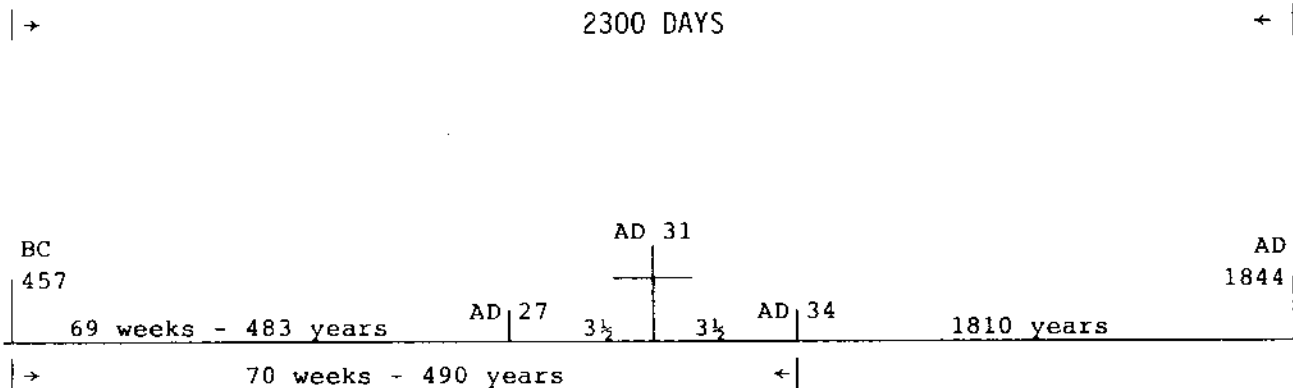 2300 DAYS
AD 31
BC AD
457 1844
AD 27 AD 34
69 weeks - 483 years 3½ 3½ 1810 years
70 weeks - 490 years